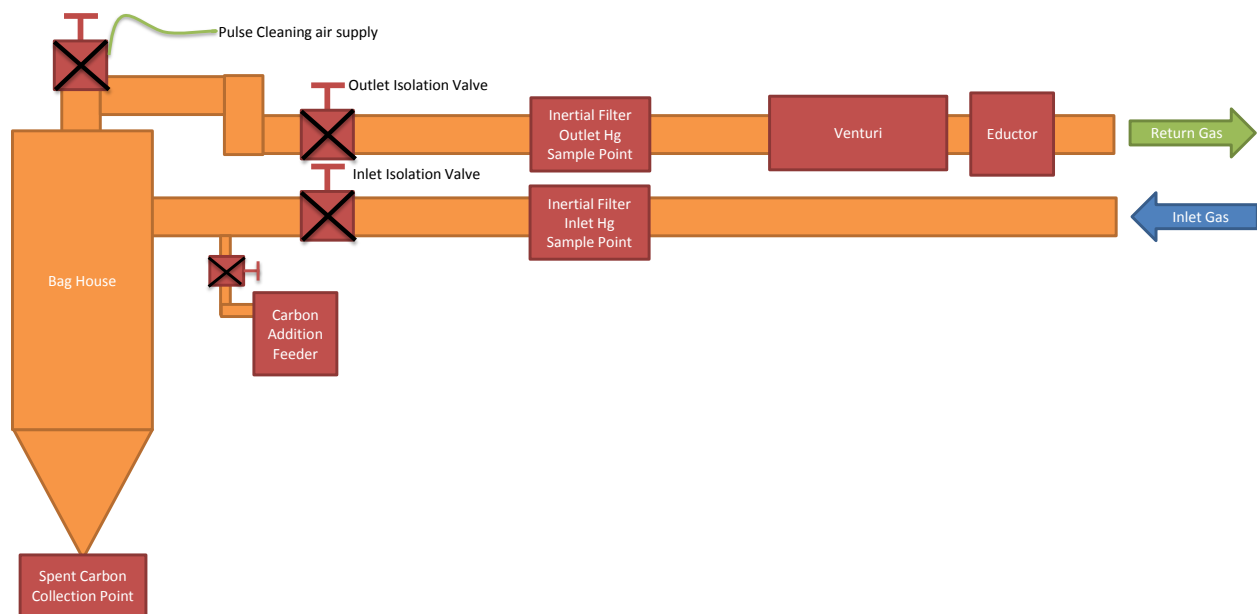 Pulse Cleaning air supply
Outlet Isolation Valve
Inertial Filter
Outlet Hg
Sample Point
Venturi
Eductor
Return Gas
Inlet Isolation Valve
Inertial Filter
Inlet Hg
Sample Point
Inlet Gas
Bag House
Carbon
Addition
Feeder
Spent Carbon
Collection Point